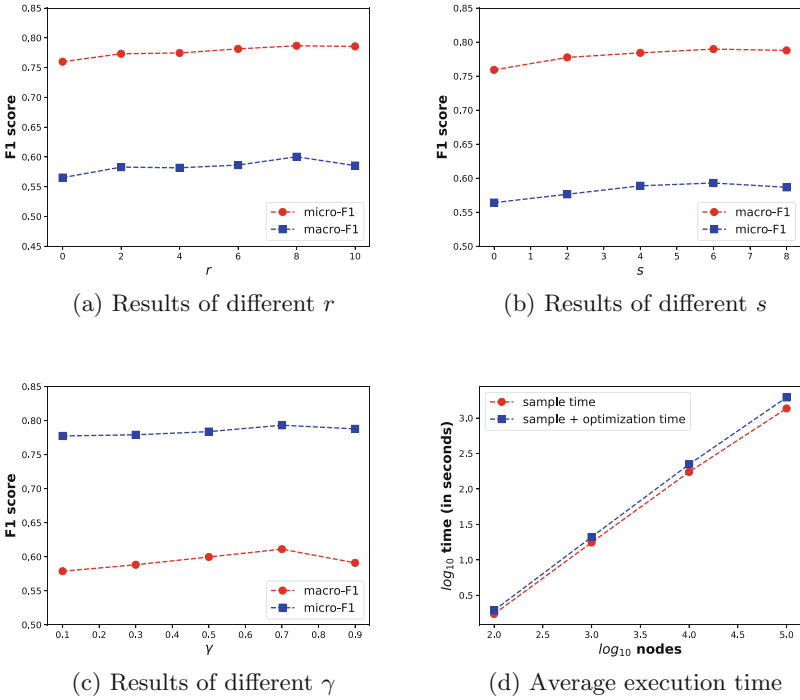 0.85
0.80
0.75
0.70
0.65
0.60
0.55
0.50
0.45
F1 score
micro-F1
macro-F1
0 2 4 6 8 10
r
(a) Results of different r
0.85
0.80
0.75
0.70
0.65
0.60
0.55
0.50
F1 score
macro-F1
micro-F1
0 1 2 3 4 5 6 7 8
s
(b) Results of different s
0.85
0.80
0.75
0.70
0.65
0.60
0.55
0.50
F1 score
macro-F1
micro-F1
0.1 0.2 0.3 0.4 0.5 0.6 0.7 0.8 0.9
γ
(c) Results of different γ
sample time
sample + optimization time
3.0
2.5
2.0
1.5
1.0
0.5
log10 time (in seconds)
2.0 2.5 3.0 3.5 4.0 4.5 5.0
log10 nodes
(d) Average execution time